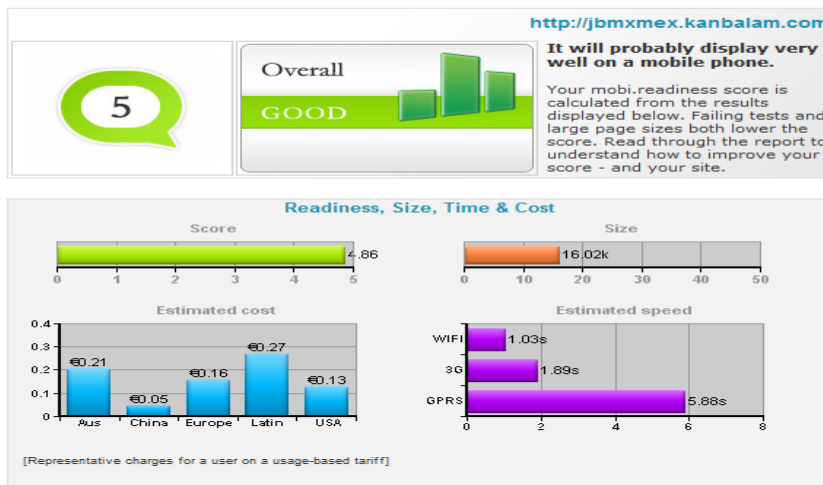 http://jbmxmex.kanbalam.com
5
Overall
GOOD
It will probably display very
well on a mobile phone.
Your mobi.readiness score is
calculated from the results
displayed below. Failing tests and
large page sizes both lower the
score. Read through the report to
understand how to improve your
score - and your site.
Readiness, Size, Time & Cost
Score
4.86
0 1 2 3 4 5
Size
16.02k
0 10 20 30 40 50
Estimated cost
0.4
0.3
0.2
0.1
0
€0.21
€0.05
€0.16
€0.27
€0.13
Aus China Europe Latin USA
Estimated speed
WIFI 1.03s
3G 1.89s
GPRS 5.88s
0 2 4 6 8
[Representative charges for a user on a usage-based tariff]